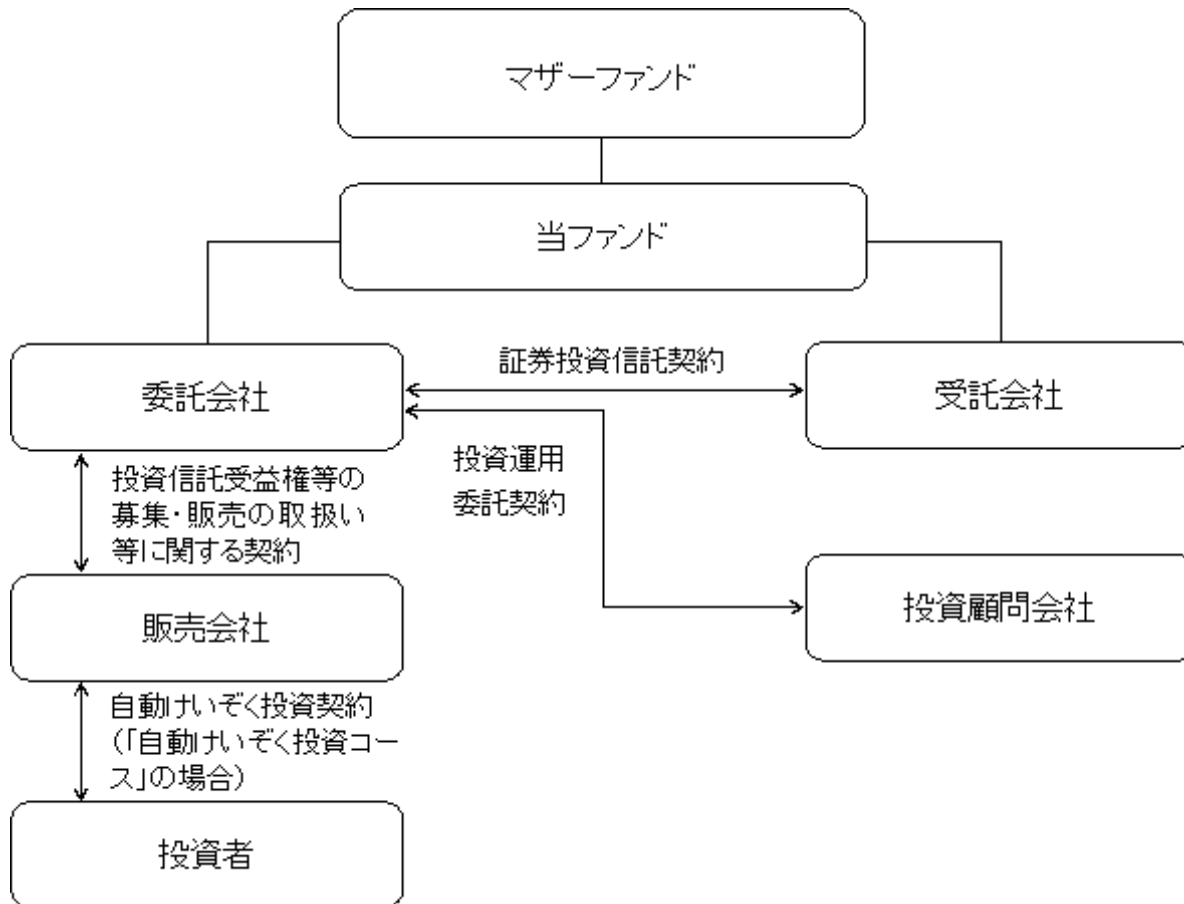 マザーファンド
当ファンド
委託会社
証券投資信託契約
受託会社
投資信託受益権等の
募集・販売の取扱い
等に関する契約
投資運用
委託契約
販売会社
投資顧問会社
自動けいぞく投資契約
（「自動けいぞく投資コー
ス」の場合）
投資者